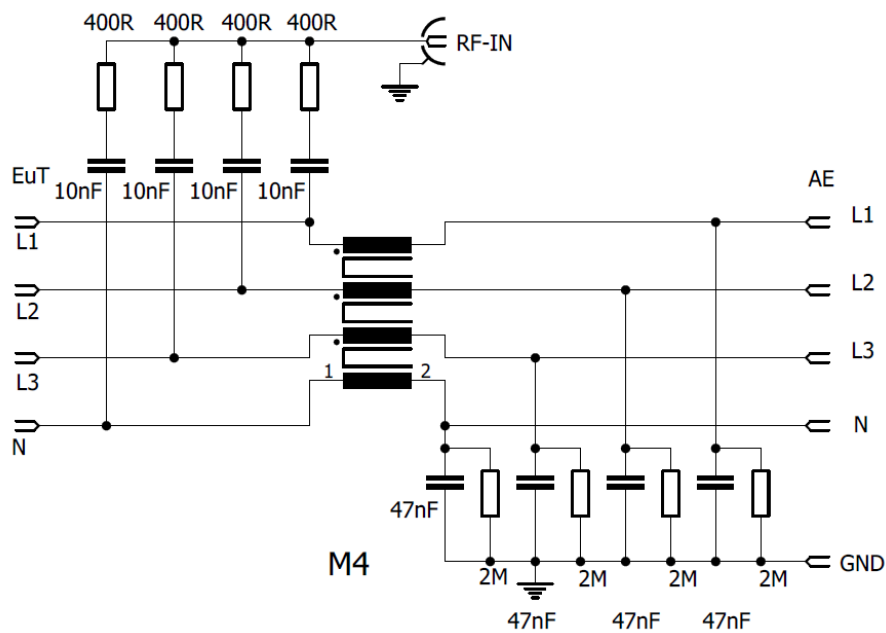 400R 400R 400R 400R
RF-IN
EuT
10nF 10nF 10nF 10nF
AE
L1
L1
L2
L2
L3
L3
1 2
N
N
47nF
M4
2M 2M 2M 2M
GND
47nF 47nF 47nF